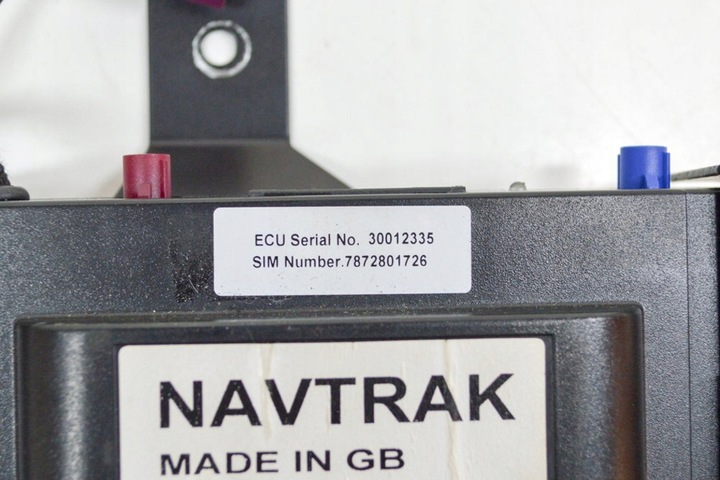 ECU Serial No. 30012335
SIM Number.7872801726
NAVTRAK
MADE IN GB